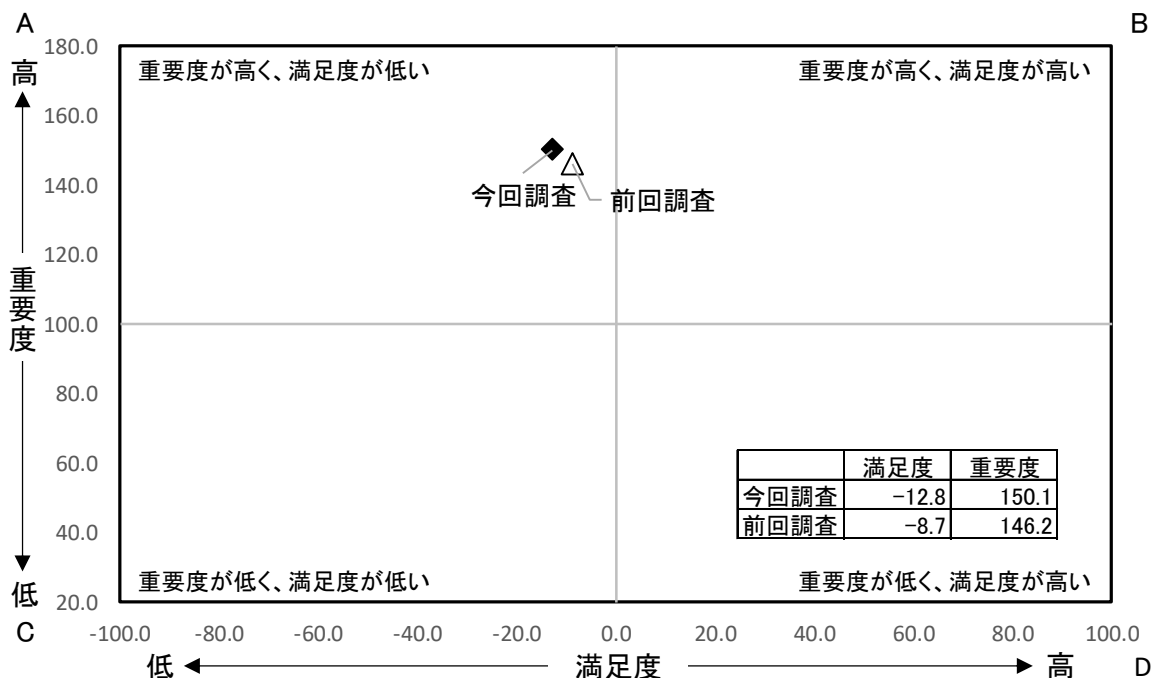 A
B
180.0
高
重要度が高く、満足度が低い
重要度が高く、満足度が高い
160.0
140.0
今回調査
前回調査
120.0
重要度
100.0
80.0
60.0
満足度 重要度
今回調査 -12.8 150.1
前回調査 -8.7 146.2
40.0
重要度が低く、満足度が低い
重要度が低く、満足度が高い
低
20.0
C
-100.0 -80.0 -60.0 -40.0 -20.0 0.0 20.0 40.0 60.0 80.0 100.0
低 満足度 高
D